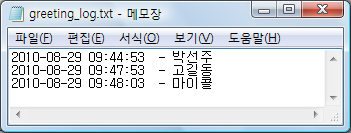 greeting_log.txt - 메모장
파일(F) 편집(E) 서식(O) 보기(V) 도움말(H)
2010-08-29 09:44:53 - 박선주
2010-08-29 09:47:53 - 고길동
2010-08-29 09:48:03 - 마이콜